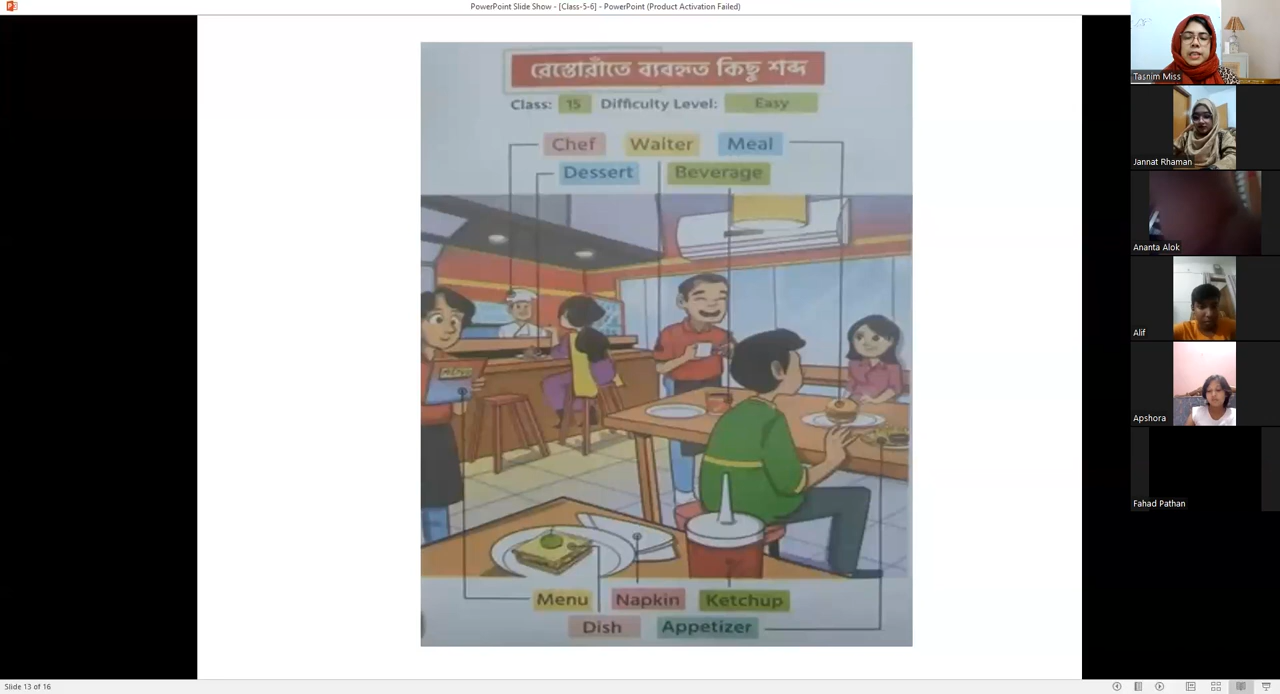 PowerPoint Slide Show - [Class-5-6] - PowerPoint (Product Activation Failed)
রেস্তোরাঁতে ব্যবহৃত কিছু শব্দ
Class: 15 Difficulty Level: Easy
Chef Waiter Meal
Dessert Beverage
MENU
Menu Napkin Ketchup
Dish Appetizer
Tasnim Miss
Jannat Rhaman
Ananta Alok
Alif
Apshora
Fahad Pathan
Slide 13 of 16